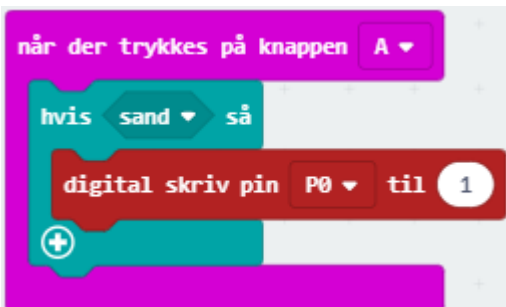 når der trykkes på knappen A
hvis sand så
digital skriv pin P0 til 1